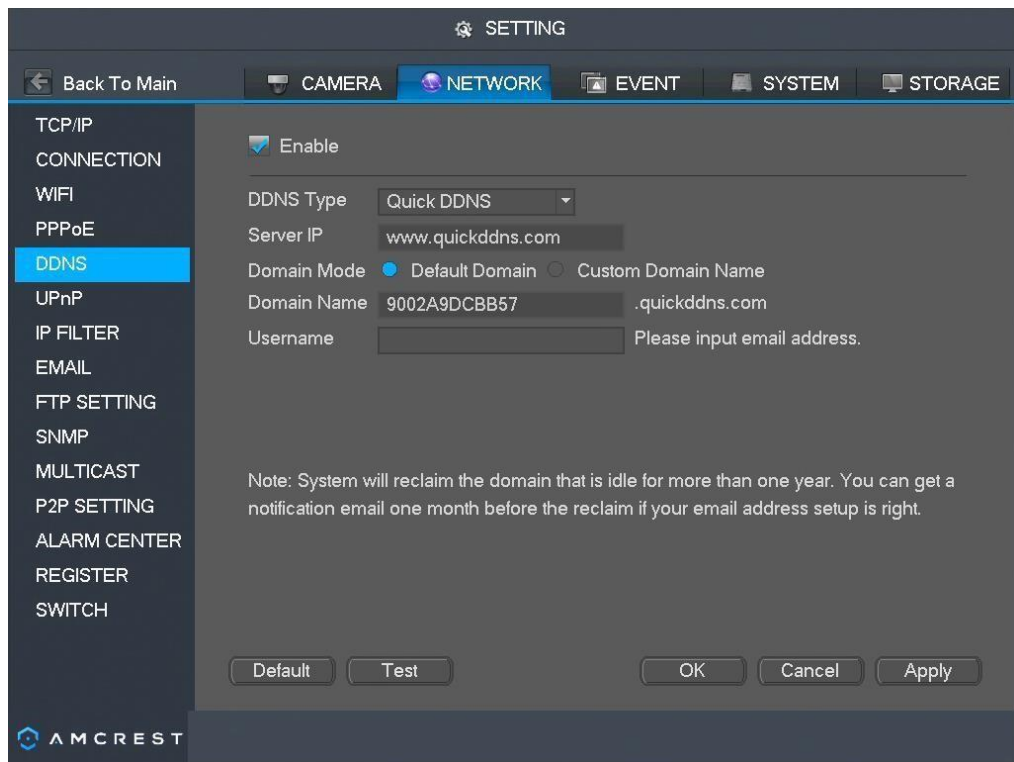 SETTING
Back To Main
CAMERA
NETWORK
EVENT
SYSTEM
STORAGE
TCP/IP
CONNECTION
WIFI
PPPoE
DDNS
UPnP
IP FILTER
EMAIL
FTP SETTING
SNMP
MULTICAST
P2P SETTING
ALARM CENTER
REGISTER
SWITCH
Enable
DDNS Type Quick DDNS
Server IP www.quickddns.com
Domain Mode Default Domain Custom Domain Name
Domain Name 9002A9DCBB57 .quickddns.com
Username Please input email address.
Note: System will reclaim the domain that is idle for more than one year. You can get a
notification email one month before the reclaim if your email address setup is right.
Default Test OK Cancel Apply
AMCREST